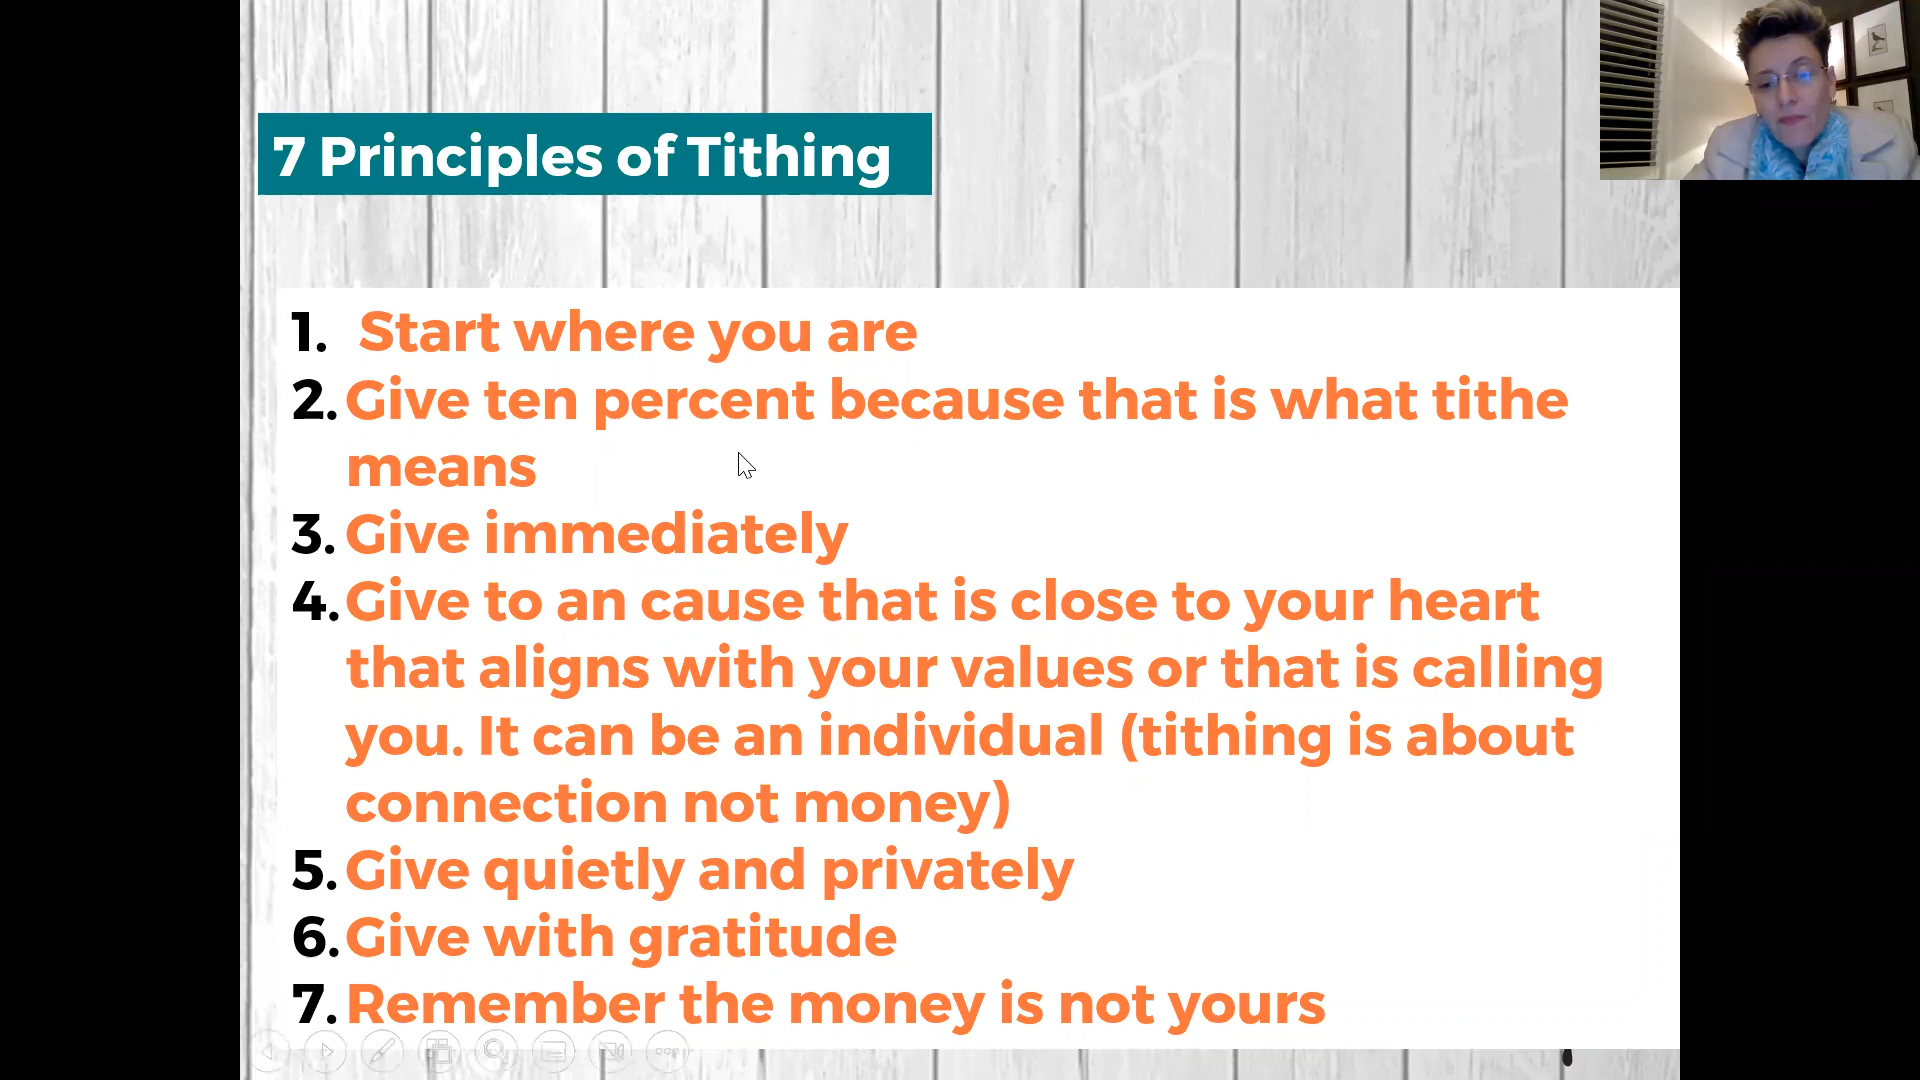 7 Principles of Tithing
1. Start where you are
2. Give ten percent because that is what tithe
means
3. Give immediately
4. Give to an cause that is close to your heart
that aligns with your values or that is calling
you. It can be an individual (tithing is about
connection not money)
5. Give quietly and privately
6. Give with gratitude
7. Remember the money is not yours